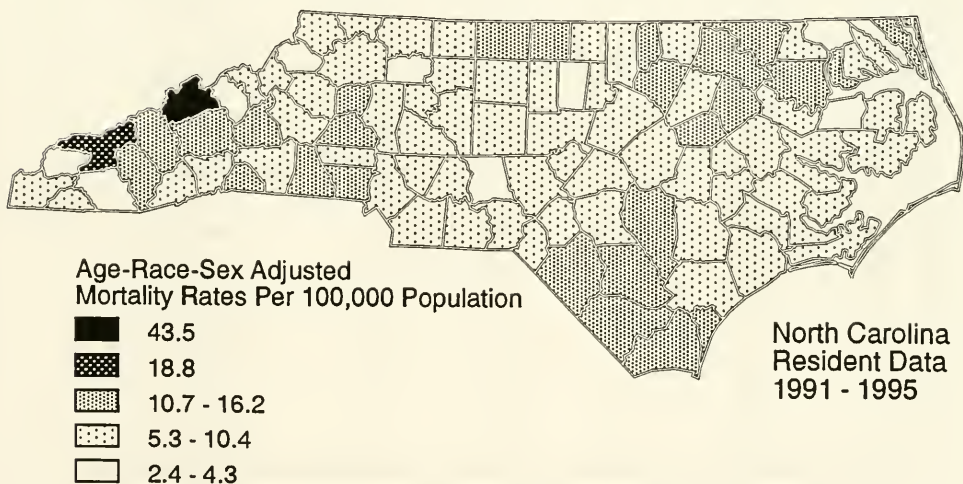 Age-Race-Sex Adjusted
Mortality Rates Per 100,000 Population
43.5
18.8
10.7 - 16.2
5.3 - 10.4
2.4 - 4.3
North Carolina
Resident Data
1991 - 1995